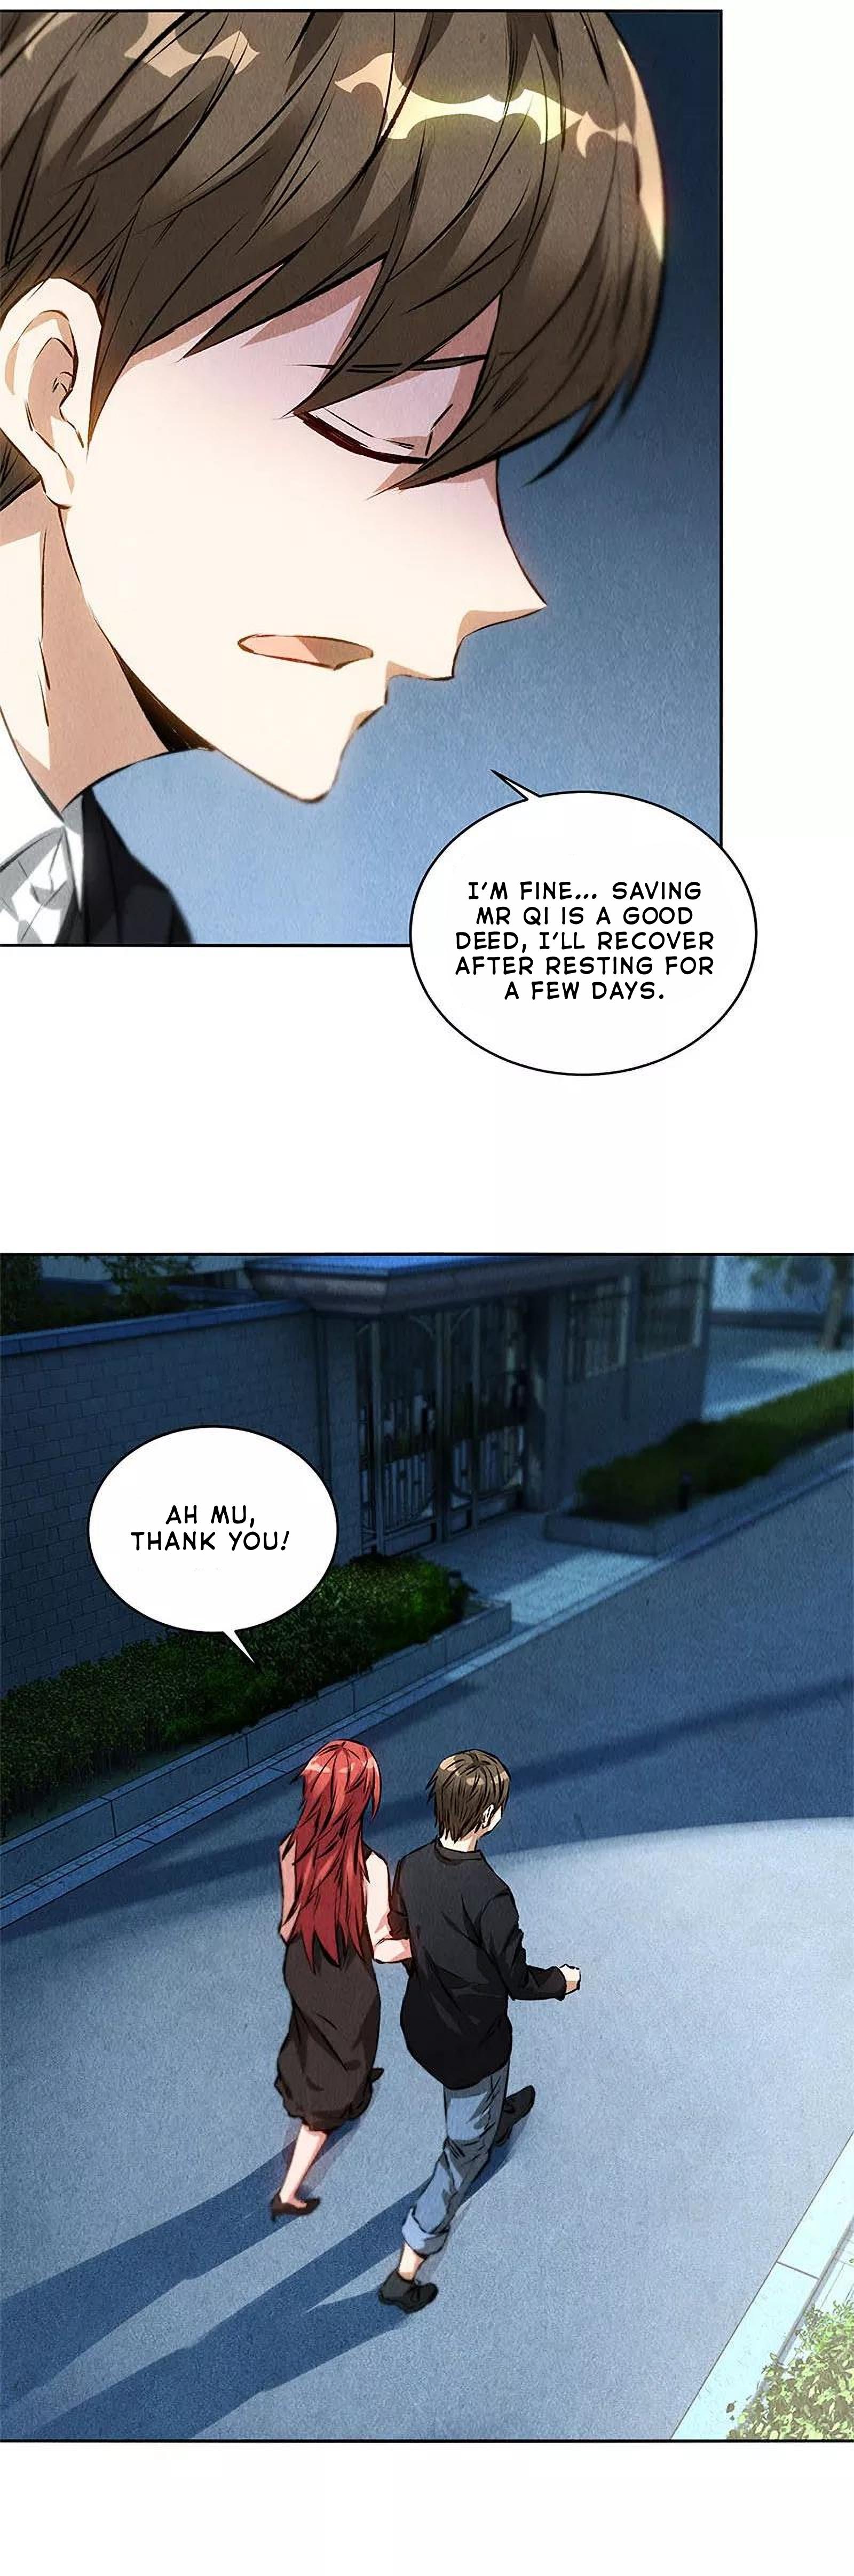 I'M FINE... SAVING
MR QI IS A GOOD
DEED, I'LL RECOVER
AFTER RESTING FOR
A FEW DAYS.
AH MU,
THANK YOU!